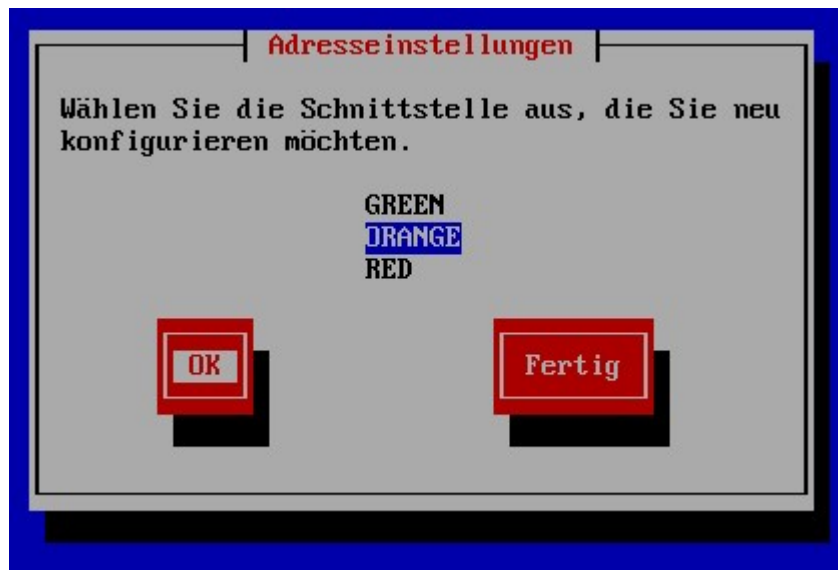 Adresseinstellungen
Wählen Sie die Schnittstelle aus, die Sie neu
konfigurieren möchten.
GREEN
ORANGE
RED
OK
Fertig